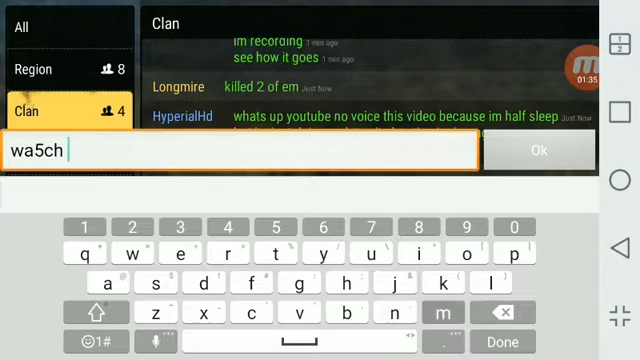 All
Clan
Region 8
im recording 1 min ago
see how it goes 1 min ago
Clan 4
Longmire killed 2 of em Just Now
HyperialHd whats up youtube no voice this video because im half sleep Just Now
wa5ch
Ok
01:35
1 2 3 4 5 6 7 8 9 0
q w e r t y u i o p
a s d f g h j k l
z x c v b n m
1# . Done